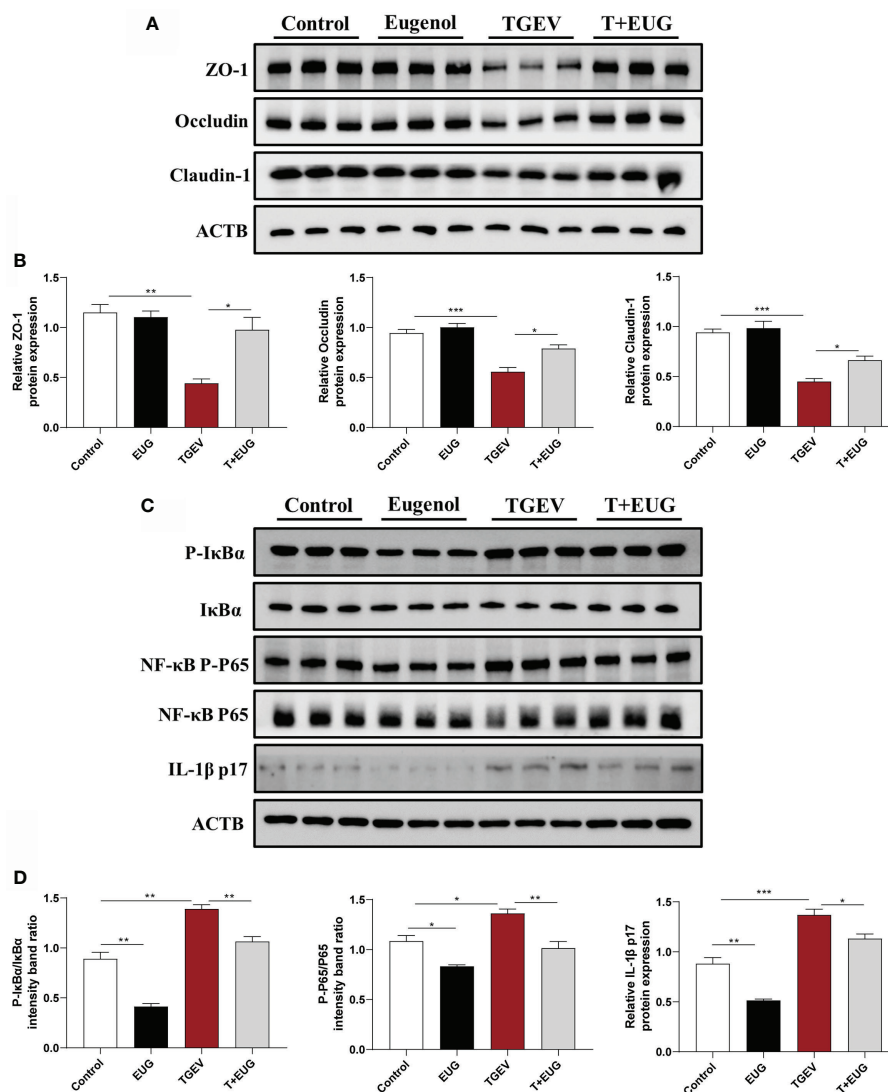 A
Control Eugenol TGEV T+EUG
ZO-1
Occludin
Claudin-1
ACTB
B
Relative ZO-1
protein expression
1.5
1.0
0.5
0.0
**
*
Control EUG TGEV T+EUG
Relative Occludin
protein expression
1.5
1.0
0.5
0.0
***
*
Control EUG TGEV T+EUG
Relative Claudin-1
protein expression
1.5
1.0
0.5
0.0
***
*
Control EUG TGEV T+EUG
C
Control Eugenol TGEV T+EUG
P-IκBα
IκBα
NF-κB P-P65
NF-κB P65
IL-1β p17
ACTB
D
P-IκBα/IκBα
intensity band ratio
1.5
1.0
0.5
0.0
**
**
**
Control EUG TGEV T+EUG
P-P65/P65
intensity band ratio
1.5
1.0
0.5
0.0
*
*
**
Control EUG TGEV T+EUG
Relative IL-1β p17
protein expression
1.5
1.0
0.5
0.0
***
**
*
Control EUG TGEV T+EUG